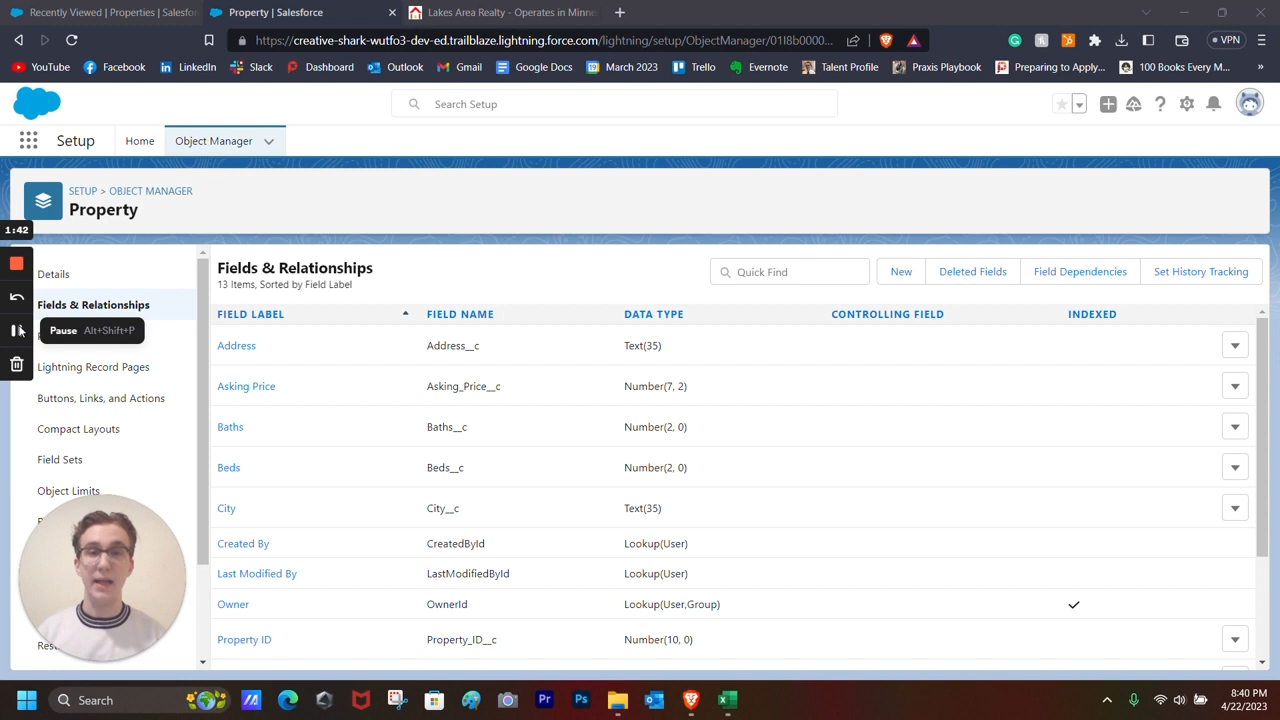 Recently Viewed | Properties | Salesfor
Property | Salesforce
Lakes Area Realty - Operates in Minne
https://creative-shark-wutfo3-dev-ed.trailblaze.lightning.force.com/lightning/setup/ObjectManager/01I8b0000...
VPN
YouTube
Facebook
LinkedIn
Slack
Dashboard
Outlook
Gmail
Google Docs
19
March 2023
Trello
Evernote
Talent Profile
Praxis Playbook
Preparing to Apply...
100 Books Every M...
»
Search Setup
Setup
Home
Object Manager
SETUP > OBJECT MANAGER
Property
1:42
Details
Fields & Relationships
Pause Alt+Shift+P
Lightning Record Pages
Buttons, Links, and Actions
Compact Layouts
Field Sets
Object Limits
Fields & Relationships
13 Items, Sorted by Field Label
Quick Find
New
Deleted Fields
Field Dependencies
Set History Tracking
FIELD LABEL FIELD NAME DATA TYPE CONTROLLING FIELD INDEXED
Address Address__c Text(35)
Asking Price Asking_Price__c Number(7, 2)
Baths Baths__c Number(2, 0)
Beds Beds__c Number(2, 0)
City City__c Text(35)
Created By CreatedById Lookup(User)
Last Modified By LastModifiedById Lookup(User)
Owner OwnerId Lookup(User,Group)
Property ID Property_ID__c Number(10, 0)
Search
Pr
Ps
8:40 PM
4/22/2023